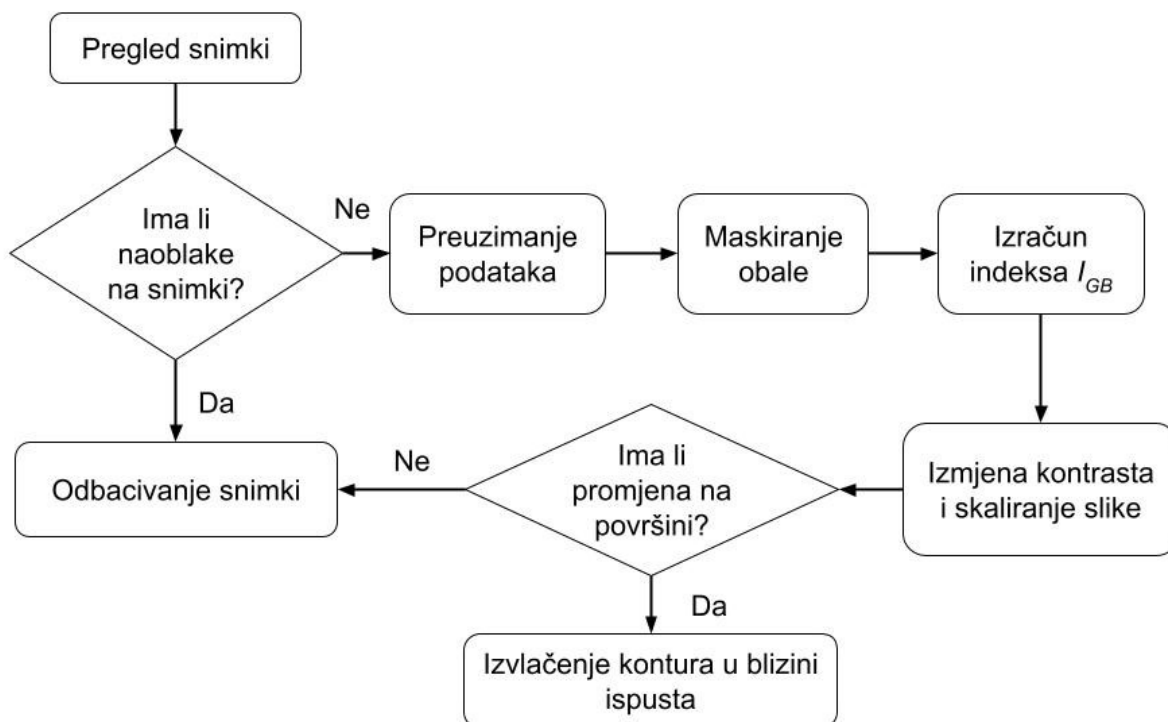 Pregled snimki
Ima li
naoblake
na snimki?
Ne
Preuzimanje
podataka
Maskiranje
obale
Izračun
indeksa I_GB
Da
Odbacivanje snimki
Ne
Ima li
promjena na
površini?
Izmjena kontrasta
i skaliranje slike
Da
Izvlačenje kontura u blizini
ispusta